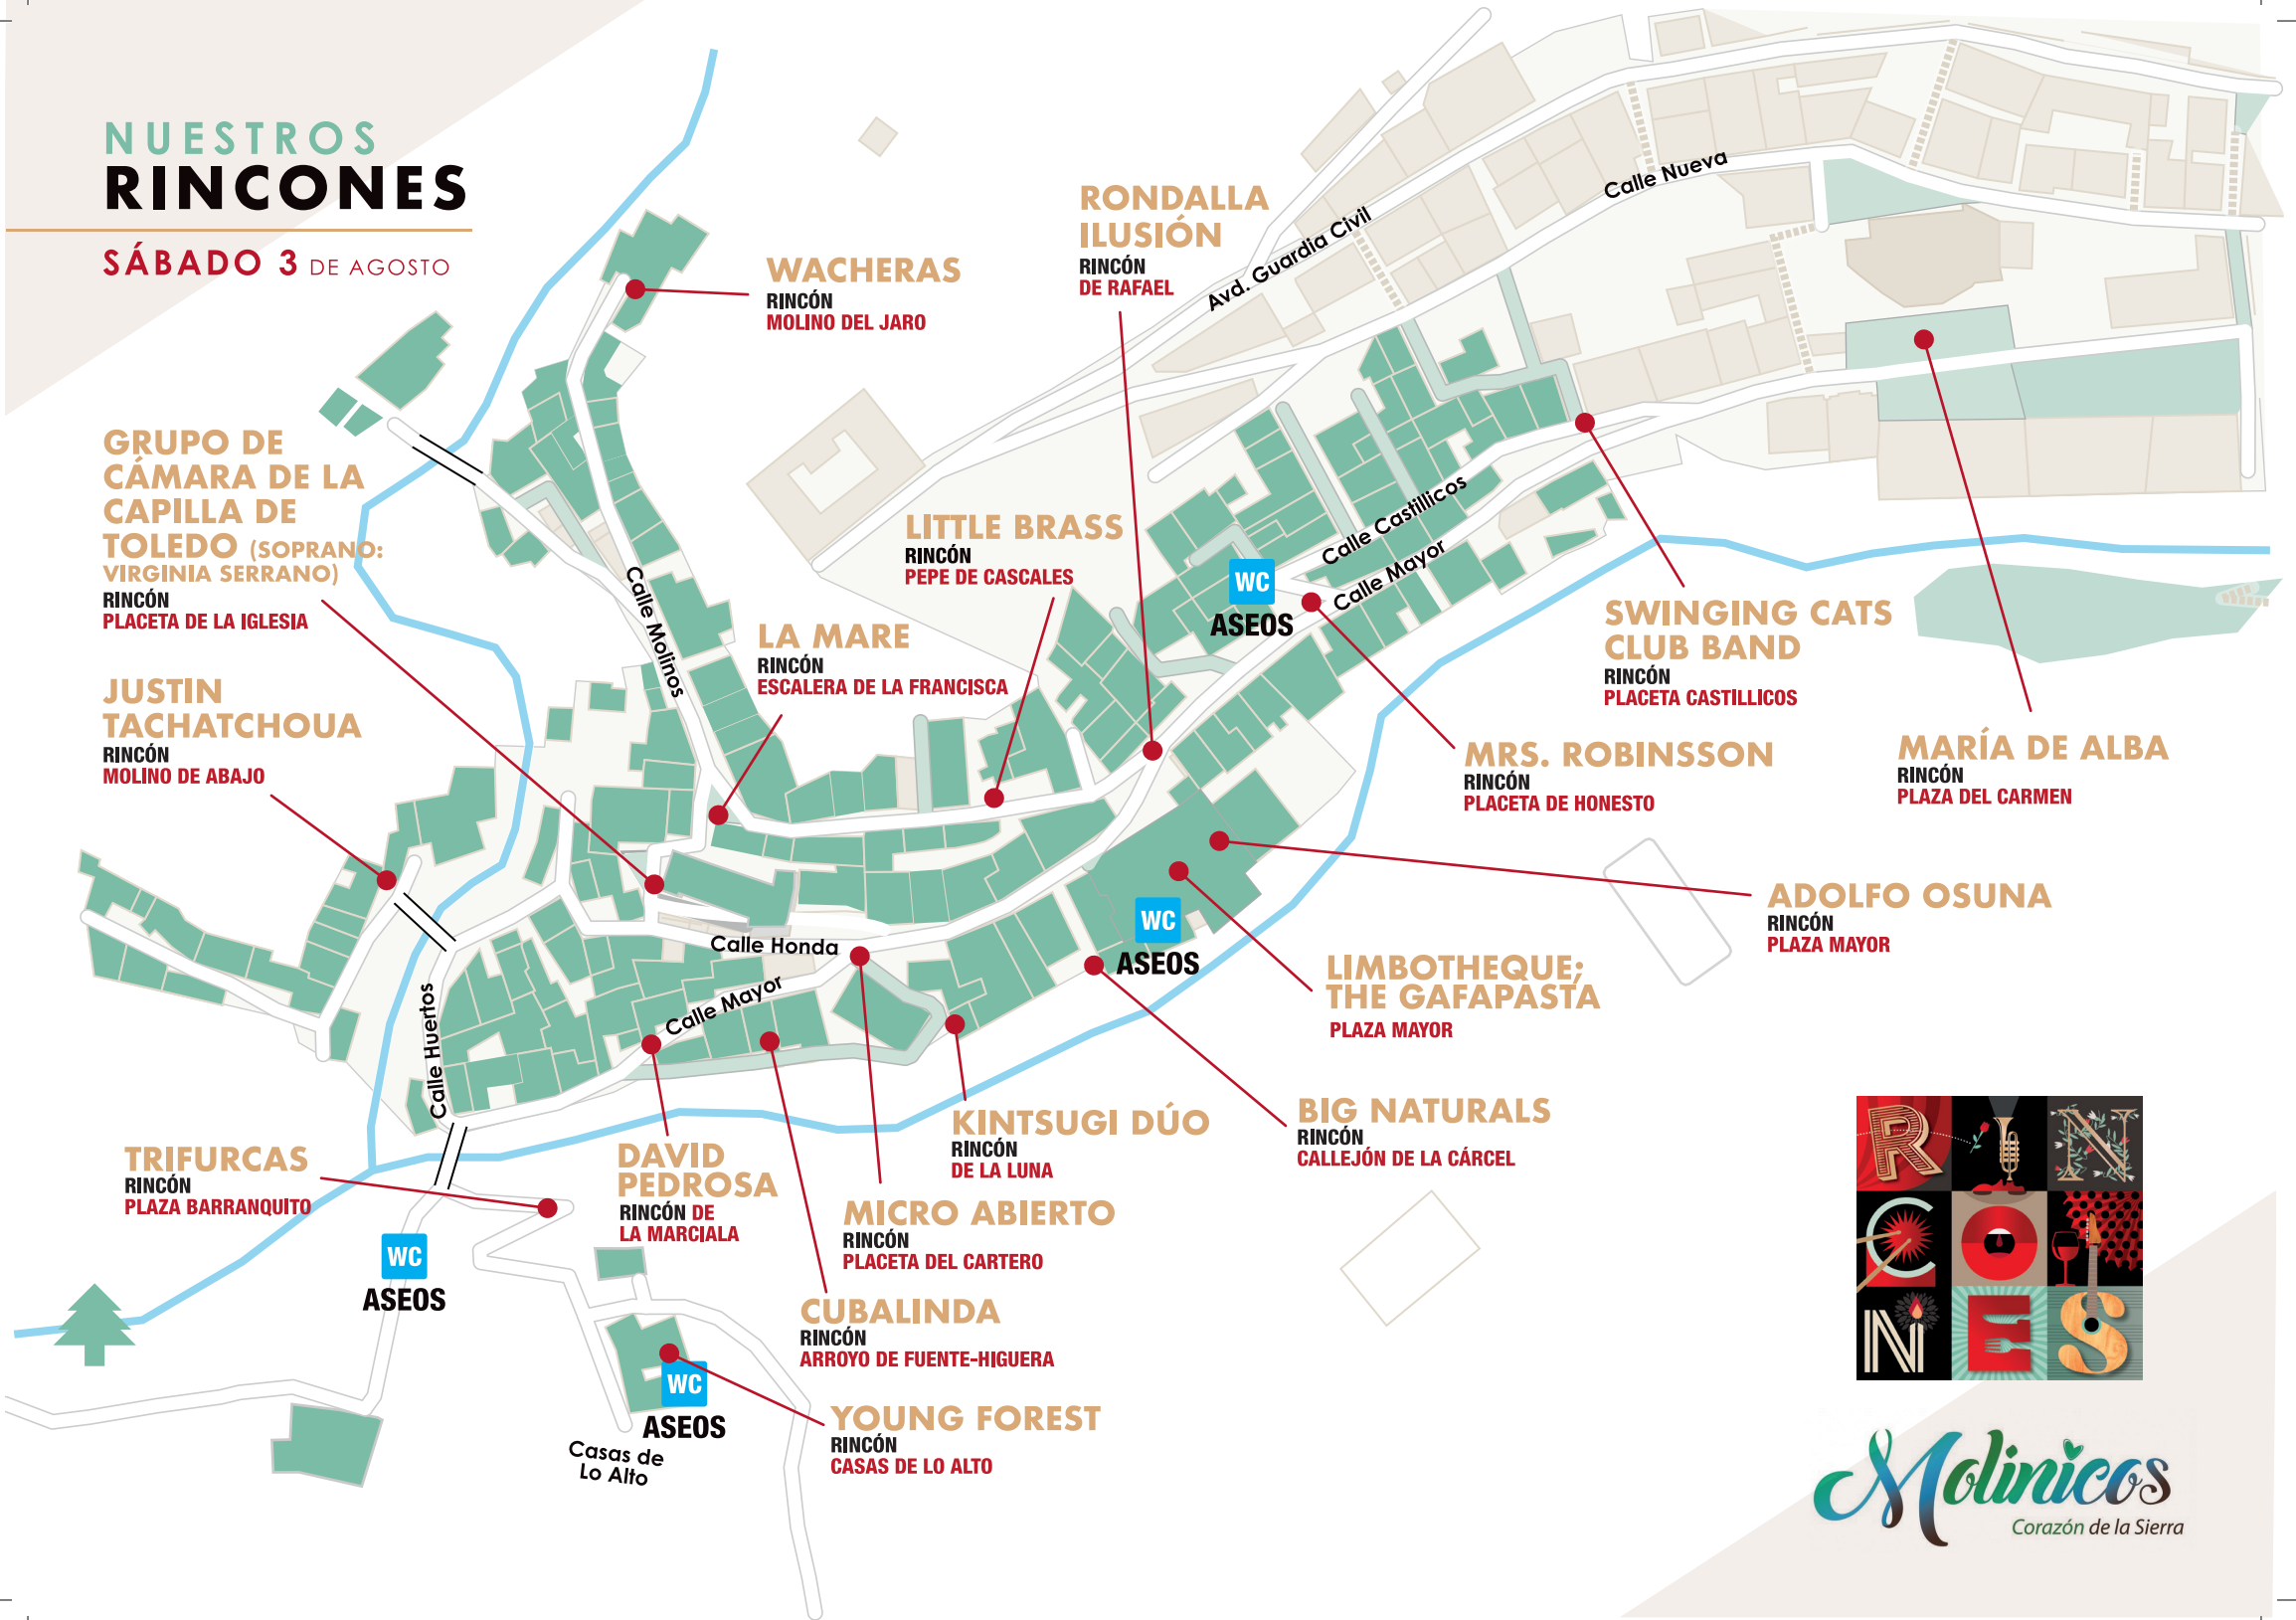 NUESTROS
RINCONES
SÁBADO 3 DE AGOSTO
WACHERAS
RINCÓN
MOLINO DEL JARO
RONDALLA
ILUSIÓN
RINCÓN
DE RAFAEL
Avd. Guardia Civil
Calle Nueva
GRUPO DE
CÁMARA DE LA
CAPILLA DE
TOLEDO (SOPRANO:
VIRGINIA SERRANO)
RINCÓN
PLACETA DE LA IGLESIA
JUSTIN
TACHATCHOUA
RINCÓN
MOLINO DE ABAJO
Calle Molinos
LA MARE
RINCÓN
ESCALERA DE LA FRANCISCA
LITTLE BRASS
RINCÓN
PEPE DE CASCALES
WC
ASEOS
Calle Castillicos
Calle Mayor
SWINGING CATS
CLUB BAND
RINCÓN
PLACETA CASTILLICOS
MRS. ROBINSSON
RINCÓN
PLACETA DE HONESTO
MARÍA DE ALBA
RINCÓN
PLAZA DEL CARMEN
ADOLFO OSUNA
RINCÓN
PLAZA MAYOR
WC
ASEOS
LIMBOTHEQUE;
THE GAFAPASTA
PLAZA MAYOR
Calle Honda
Calle Mayor
Calle Huertos
BIG NATURALS
RINCÓN
CALLEJÓN DE LA CÁRCEL
KINTSUGI DÚO
RINCÓN
DE LA LUNA
TRIFURCAS
RINCÓN
PLAZA BARRANQUITO
DAVID
PEDROSA
RINCÓN DE
LA MARCIALA
MICRO ABIERTO
RINCÓN
PLACETA DEL CARTERO
WC
ASEOS
CUBALINDA
RINCÓN
ARROYO DE FUENTE-HIGUERA
WC
ASEOS
YOUNG FOREST
RINCÓN
CASAS DE LO ALTO
Casas de
Lo Alto
RIN
CO
NES
Molinicos
Corazón de la Sierra